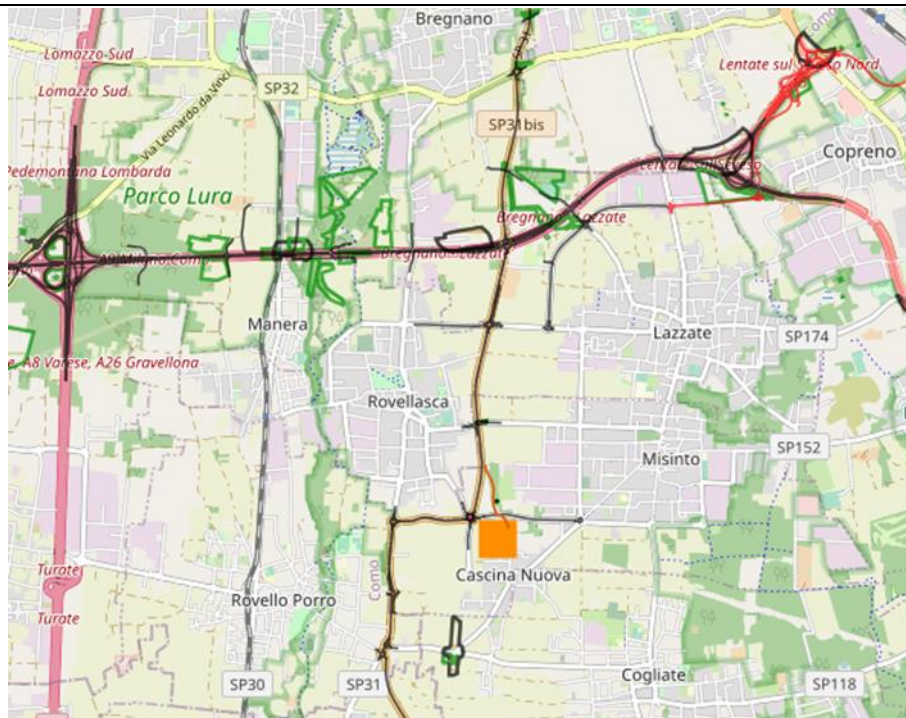 Bregnano
Como
Lomazzo-Sud
Lentate sul Seveso Nord
Lomazzo Sud
SP32
Via Leonardo da Vinci
SP31bis
Copreno
Pedemontana Lombarda
Parco Lura
Bregnano - Lazzate
Manera
Lazzate
SP174
A8 Varese, A26 Gravellona
Rovellasca
SP152
Misinto
Turate
Cascina Nuova
Como
Rovello Porro
Turate
Cogliate
SP30
SP31
SP118